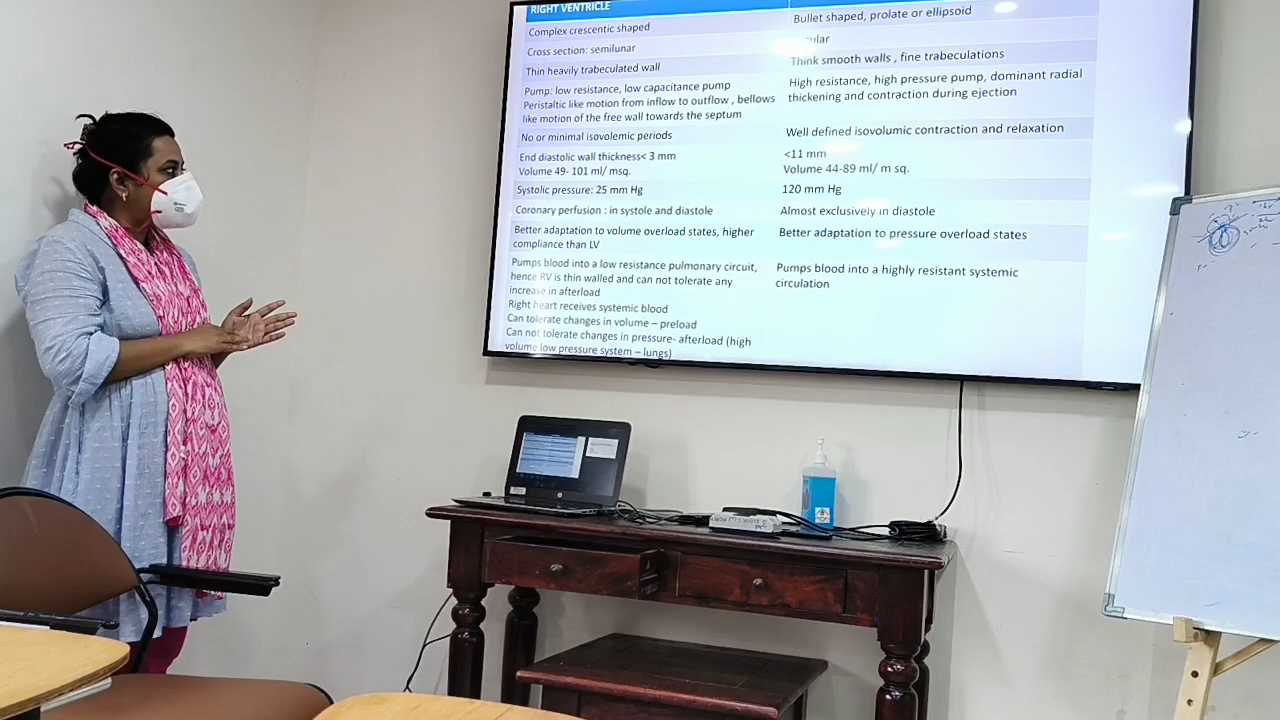 RIGHT VENTRICLE
Complex crescentic shaped
Bullet shaped, prolate or ellipsoid
Cross section: semilunar
Thin heavily trabeculated wall
Think smooth walls , fine trabeculations
Pump: low resistance, low capacitance pump
Peristaltic like motion from inflow to outflow , bellows
like motion of the free wall towards the septum
High resistance, high pressure pump, dominant radial
thickening and contraction during ejection
No or minimal isovolemic periods
Well defined isovolumic contraction and relaxation
End diastolic wall thickness< 3 mm
Volume 49- 101 ml/ msq.
<11 mm
Volume 44-89 ml/ m sq.
Systolic pressure: 25 mm Hg
120 mm Hg
Coronary perfusion : in systole and diastole
Almost exclusively in diastole
Better adaptation to volume overload states, higher
compliance than LV
Better adaptation to pressure overload states
Pumps blood into a low resistance pulmonary circuit,
hence RV is thin walled and can not tolerate any
increase in afterload
Right heart receives systemic blood
Can tolerate changes in volume – preload
Can not tolerate changes in pressure- afterload (high
volume low pressure system – lungs)
Pumps blood into a highly resistant systemic
circulation